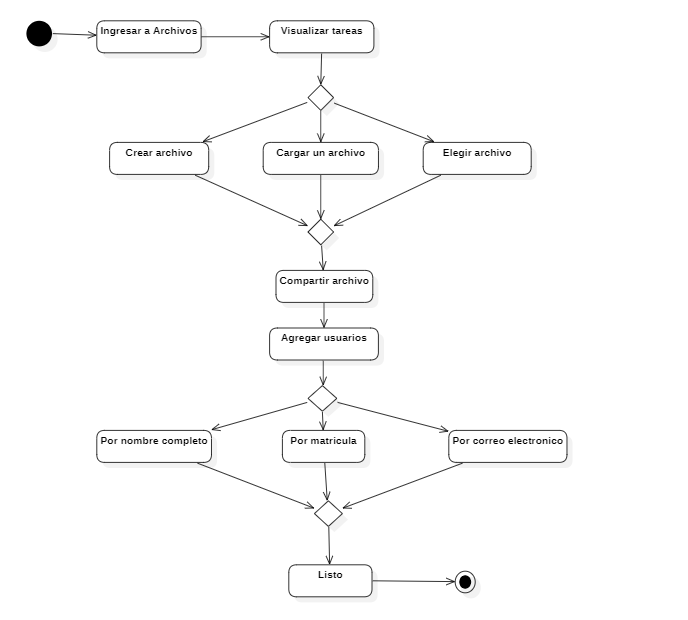 Ingresar a Archivos
Visualizar tareas
Crear archivo
Cargar un archivo
Elegir archivo
Compartir archivo
Agregar usuarios
Por nombre completo
Por matricula
Por correo electronico
Listo